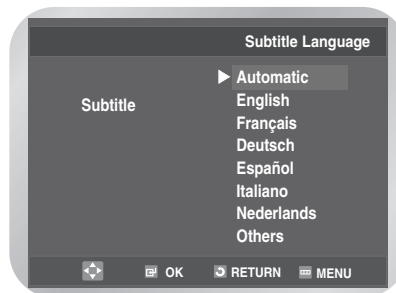 Subtitle Language
Automatic
Subtitle
English
Français
Deutsch
Español
Italiano
Nederlands
Others
OK RETURN MENU